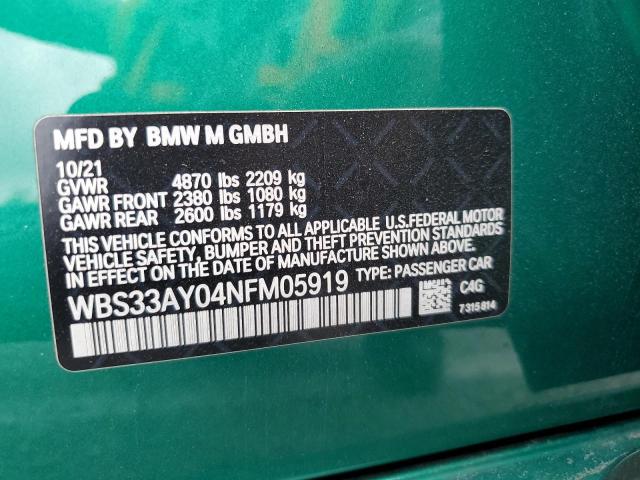 MFD BY BMW M GMBH
10/21
GVWR 4870 lbs 2209 kg
GAWR FRONT 2380 lbs 1080 kg
GAWR REAR 2600 lbs 1179 kg
THIS VEHICLE CONFORMS TO ALL APPLICABLE U.S.FEDERAL MOTOR
VEHICLE SAFETY, BUMPER AND THEFT PREVENTION STANDARDS
IN EFFECT ON THE DATE OF MANUFACTURE SHOWN ABOVE.
WBS33AY04NFM05919 TYPE: PASSENGER CAR
C4G
7315814